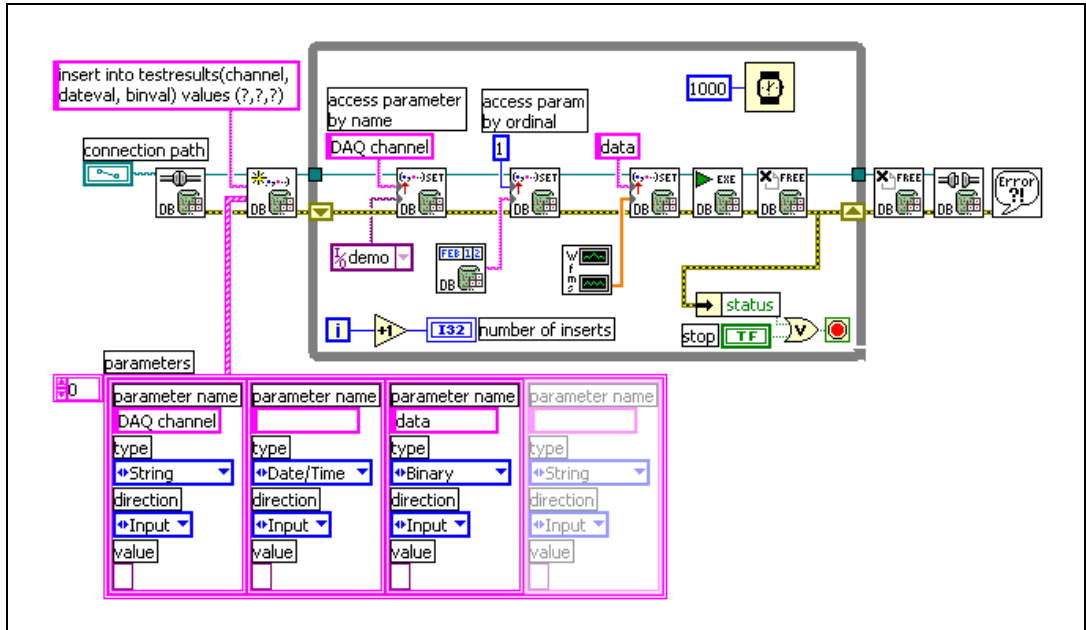 insert into testresults(channel,
dateval, binval) values (?,?,?)
connection path
access parameter
by name
DAQ channel
access param
by ordinal
1
data
1000
DB
DB
SET
DB
SET
DB
SET
DB
EXE
DB
FREE
DB
FREE
DB
DB
Error
?!
I/O demo
FEB 1 2
DB
W
f
m
s
status
stop
TF
V
i
+1
I32
number of inserts
parameters
0
parameter name
DAQ channel
type
String
direction
Input
value
parameter name
type
Date/Time
direction
Input
value
parameter name
data
type
Binary
direction
Input
value
parameter name
type
String
direction
Input
value